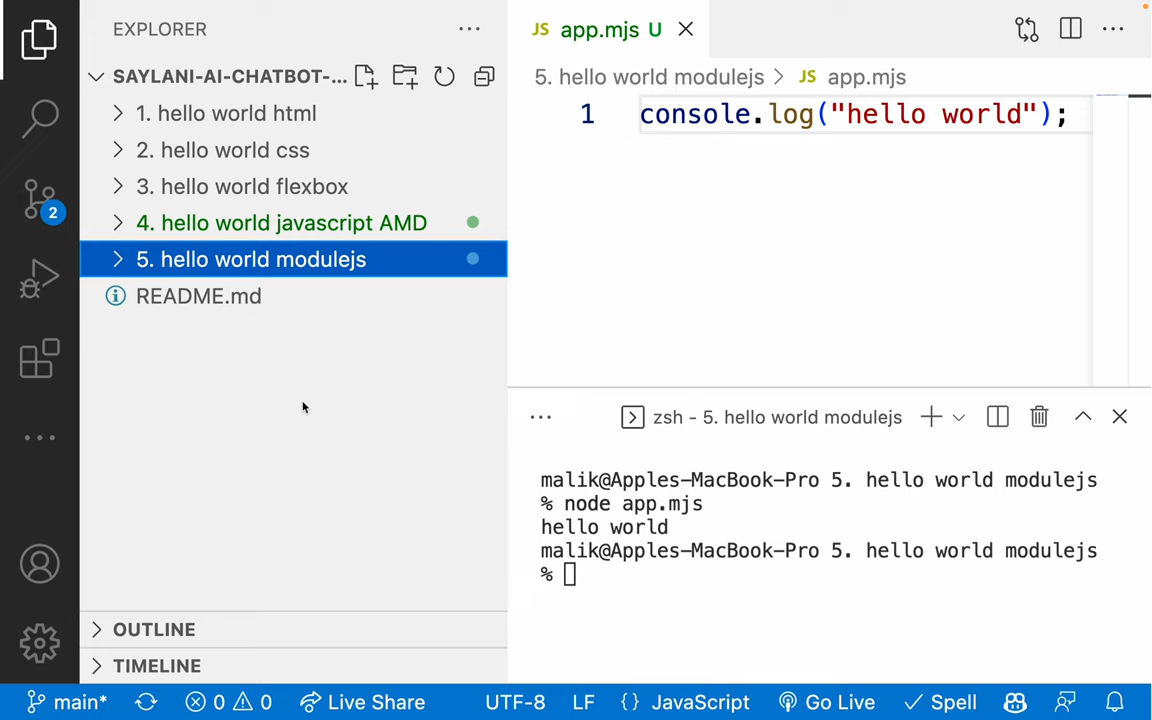 EXPLORER
SAYLANI-AI-CHATBOT-...
1. hello world html
2. hello world css
3. hello world flexbox
4. hello world javascript AMD
5. hello world modulejs
README.md
OUTLINE
TIMELINE
2
JS app.mjs U
5. hello world modulejs > JS app.mjs
1 console.log("hello world");
zsh - 5. hello world modulejs
malik@Apples-MacBook-Pro 5. hello world modulejs
% node app.mjs
hello world
malik@Apples-MacBook-Pro 5. hello world modulejs
%
main* 0 0 Live Share UTF-8 LF {} JavaScript Go Live Spell